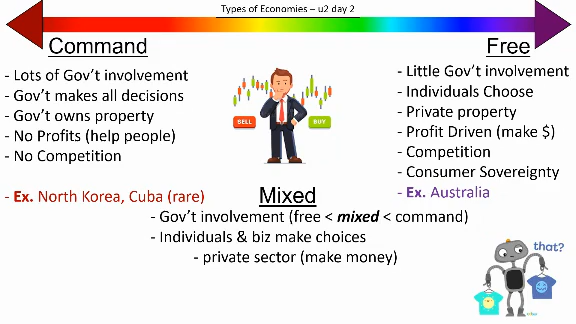 Types of Economies – u2 day 2
Command
- Lots of Gov't involvement
- Gov't makes all decisions
- Gov't owns property
- No Profits (help people)
- No Competition
- Ex. North Korea, Cuba (rare)
SELL
BUY
Free
- Little Gov't involvement
- Individuals Choose
- Private property
- Profit Driven (make $)
- Competition
- Consumer Sovereignty
- Ex. Australia
Mixed
- Gov't involvement (free < mixed < command)
- Individuals & biz make choices
- private sector (make money)
that?